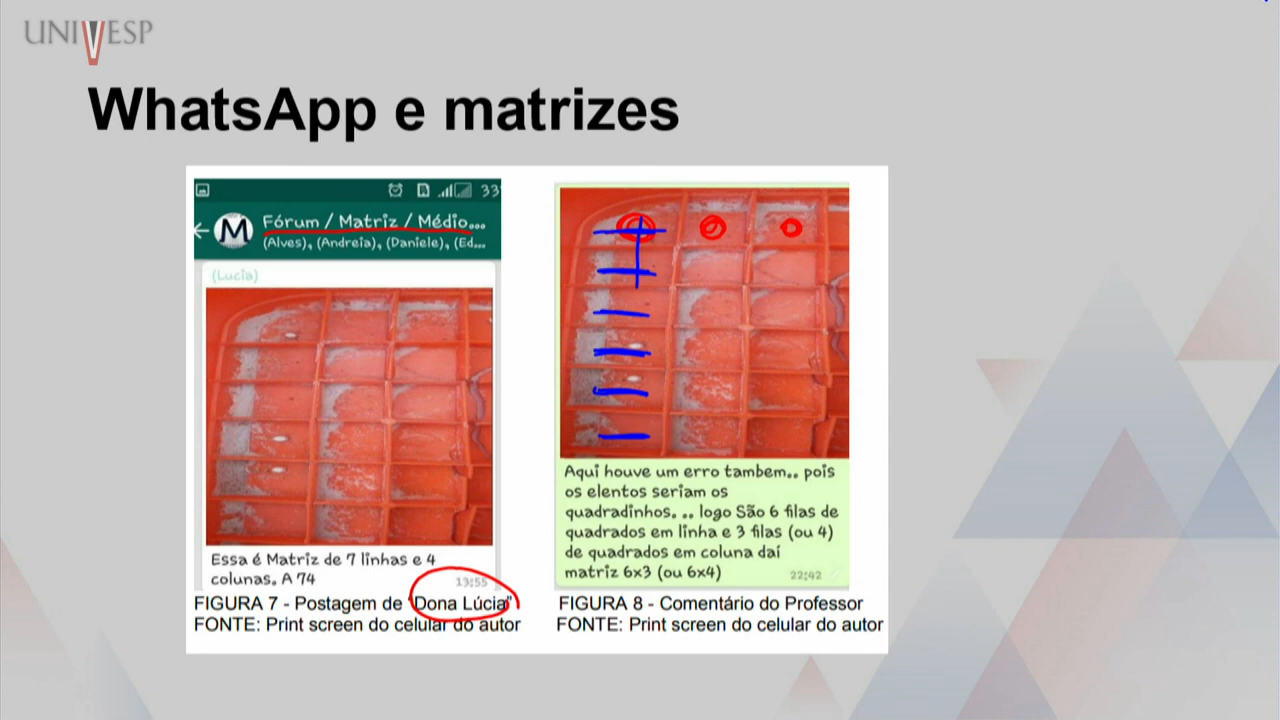 UNIVESP
WhatsApp e matrizes
33
Fórum / Matriz / Médio...
(Alves), (Andreia), (Daniele), (Ed...
(Lucia)
Essa é Matriz de 7 linhas e 4
colunas. A 74
13:55
FIGURA 7 - Postagem de "Dona Lúcia"
FONTE: Print screen do celular do autor
Aqui houve um erro tambem.. pois
os elentos seriam os
quadradinhos. .. logo São 6 filas de
quadrados em linha e 3 filas (ou 4)
de quadrados em coluna daí
matriz 6x3 (ou 6x4)
22:42
FIGURA 8 - Comentário do Professor
FONTE: Print screen do celular do autor